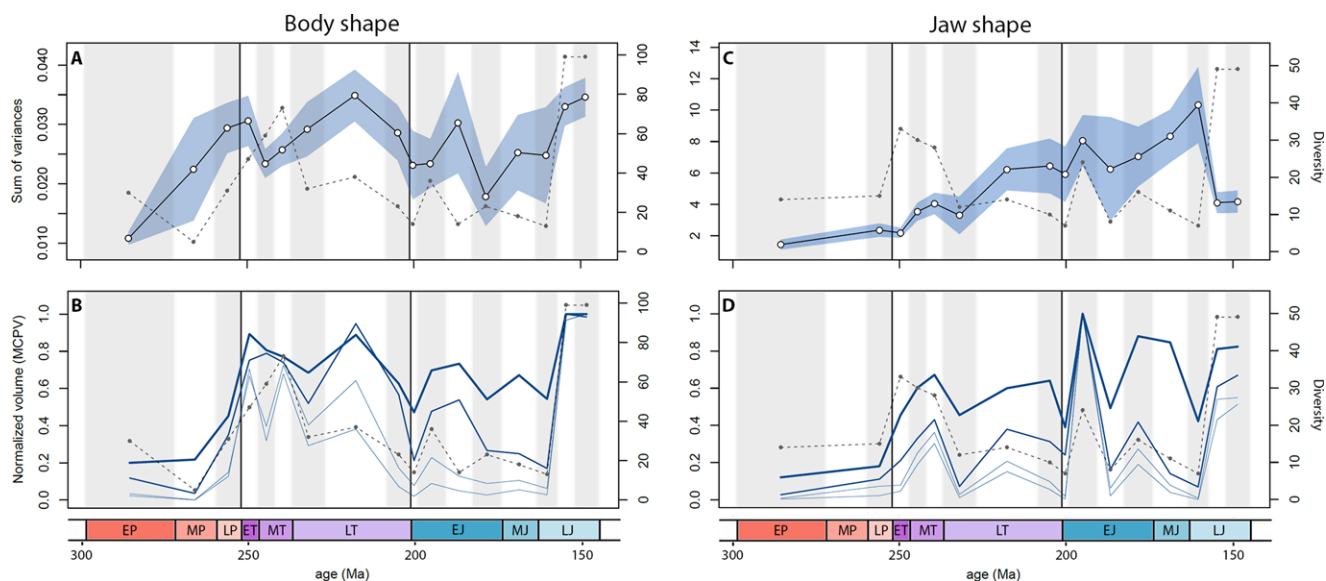 Body shape
Jaw shape
A
0.040
0.030
0.020
0.010
Sum of variances
100
80
60
40
20
0
C
14
12
10
8
6
4
2
50
40
30
20
10
0
Diversity
B
1.0
0.8
0.6
0.4
0.2
0.0
Normalized volume (MCPV)
100
80
60
40
20
0
D
1.0
0.8
0.6
0.4
0.2
0.0
50
40
30
20
10
0
Diversity
EP MP LP ET MT LT EJ MJ LJ
300 250 200 150
age (Ma)
EP MP LP ET MT LT EJ MJ LJ
300 250 200 150
age (Ma)